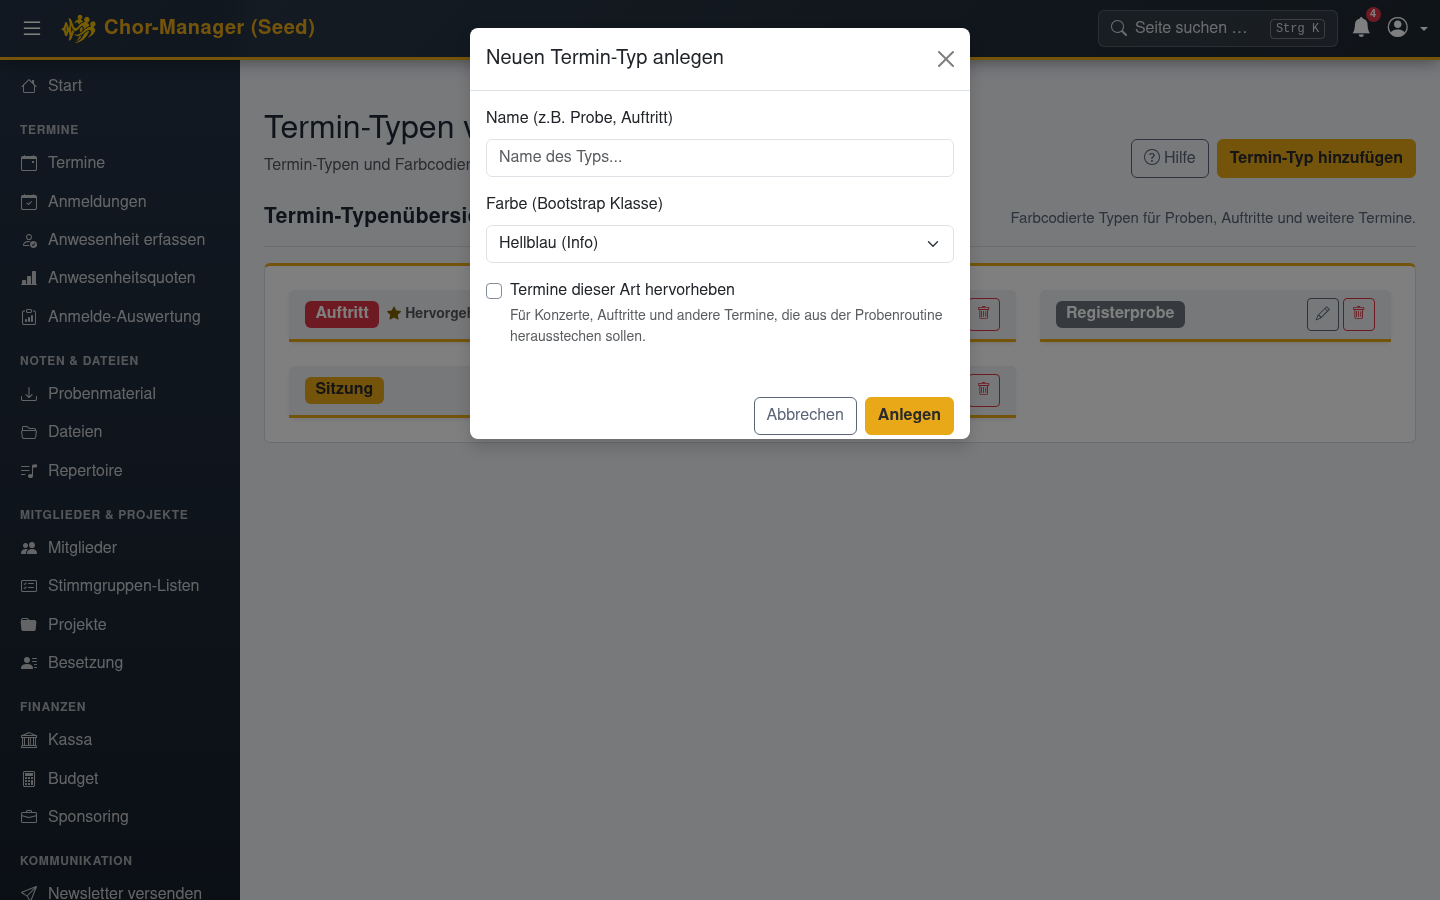 Chor-Manager (Seed)
Seite suchen ...
Strg K
4
Start
TERMINE
Termine
Anmeldungen
Anwesenheit erfassen
Anwesenheitsquoten
Anmelde-Auswertung
NOTEN & DATEIEN
Probenmaterial
Dateien
Repertoire
MITGLIEDER & PROJEKTE
Mitglieder
Stimmgruppen-Listen
Projekte
Besetzung
FINANZEN
Kassa
Budget
Sponsoring
KOMMUNIKATION
Newsletter versenden
Termin-Typen
Termin-Typen und
Hilfe
Termin-Typ hinzufügen
Farbcodierte Typen für Proben, Auftritte und weitere Termine.
Auftritt
Registerprobe
Sitzung
Neuen Termin-Typ anlegen
Name (z.B. Probe, Auftritt)
Name des Typs...
Farbe (Bootstrap Klasse)
Hellblau (Info)
Termine dieser Art hervorheben
Für Konzerte, Auftritte und andere Termine, die aus der Probenroutine
herausstechen sollen.
Abbrechen
Anlegen